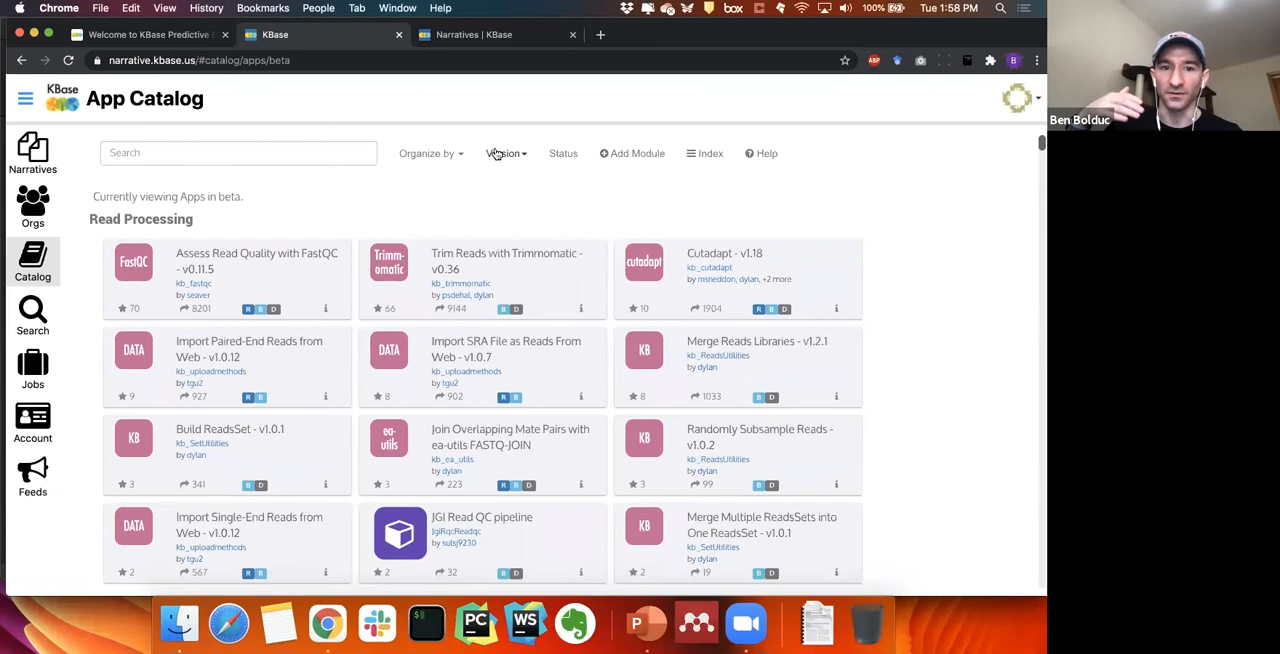 Chrome File Edit View History Bookmarks People Tab Window Help
box 100% Tue 1:58 PM
Welcome to KBase Predictive B
KBase
Narratives | KBase
narrative.kbase.us/#catalog/apps/beta
ABP
B
KBase App Catalog
Ben Bolduc
Narratives
Orgs
Catalog
Search
Jobs
Account
Feeds
Search
Organize by
Status
Add Module
Index
Help
Currently viewing Apps in beta.
Read Processing
FastQC
Assess Read Quality with FastQC
- v0.11.5
kb_fastqc
by seaver
70 8201 R B D i
Trimm-
omatic
Trim Reads with Trimmomatic -
v0.36
kb_trimmomatic
by psdehal, dylan
66 9144 B D i
cutadapt
Cutadapt - v1.18
kb_cutadapt
by msneddon, dylan, +2 more
10 1904 R B D i
DATA
Import Paired-End Reads from
Web - v1.0.12
kb_uploadmethods
by tgu2
9 927 R B i
DATA
Import SRA File as Reads From
Web - v1.0.7
kb_uploadmethods
by tgu2
8 902 R B i
KB
Merge Reads Libraries - v1.2.1
kb_ReadsUtilities
by dylan
8 1033 B D i
KB
Build ReadsSet - v1.0.1
kb_SetUtilities
by dylan
3 341 B D i
ea-
utils
Join Overlapping Mate Pairs with
ea-utils FASTQ-JOIN
kb_ea_utils
by dylan
3 223 R B D i
KB
Randomly Subsample Reads -
v1.0.2
kb_ReadsUtilities
by dylan
3 99 B D i
DATA
Import Single-End Reads from
Web - v1.0.12
kb_uploadmethods
by tgu2
2 567 R B i
JGI Read QC pipeline
JgiRqcReadqc
by sulsj9230
2 32 B D i
KB
Merge Multiple ReadsSets into
One ReadsSet - v1.0.1
kb_SetUtilities
by dylan
2 19 B D i
$
PC
WS
P